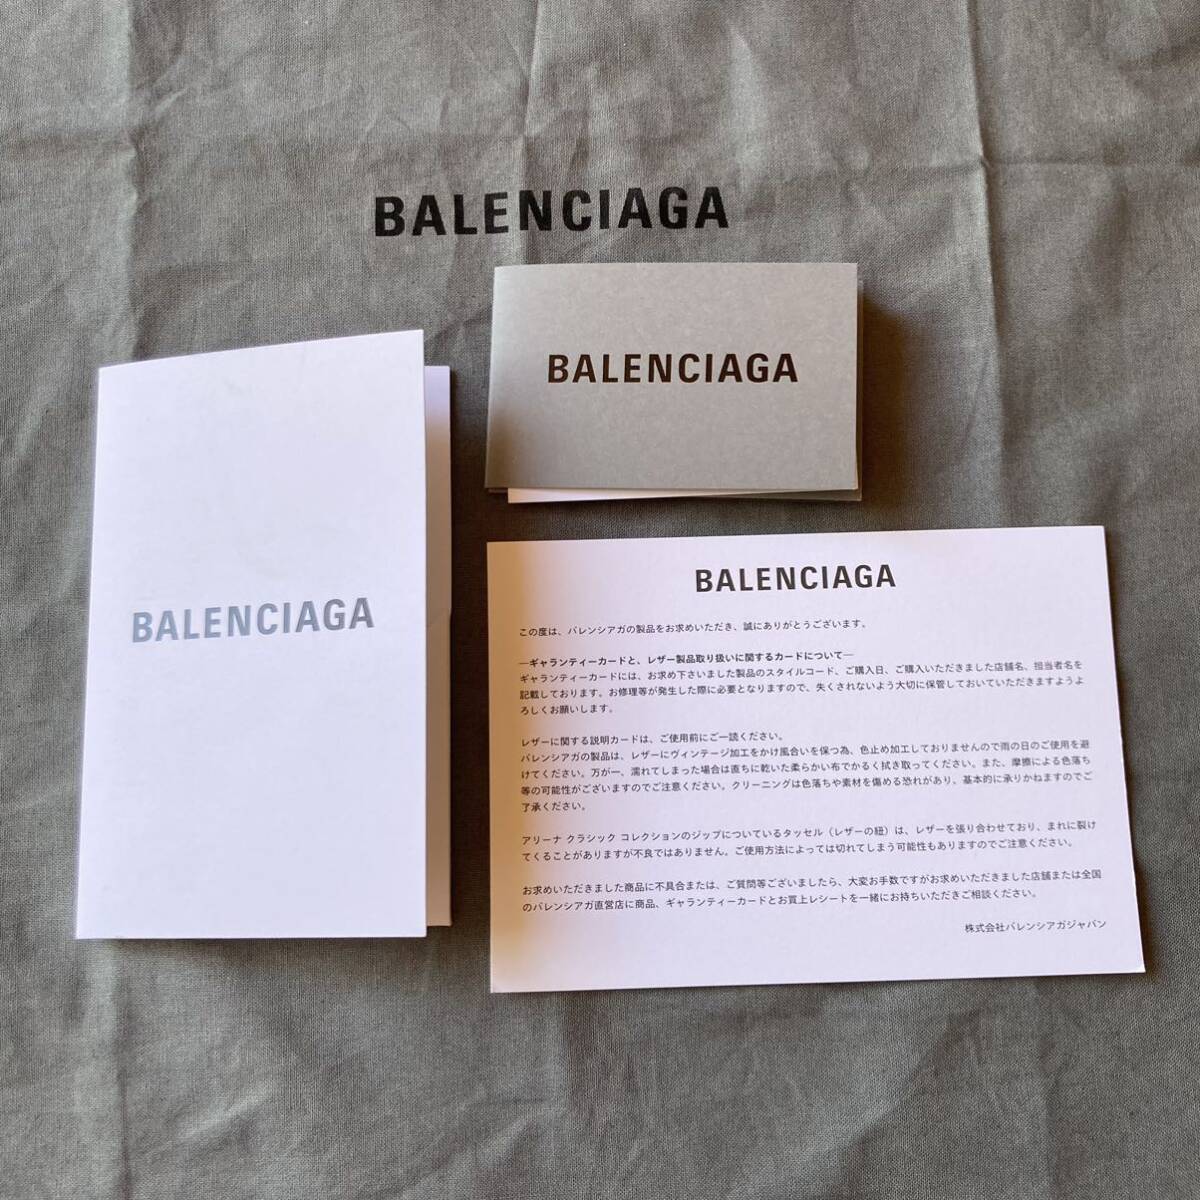 BALENCIAGA
BALENCIAGA
BALENCIAGA
BALENCIAGA
この度は、バレンシアガの製品をお求めいただき、誠にありがとうございます。
―ギャランティーカードと、レザー製品取り扱いに関するカードについて―
ギャランティーカードには、お求め下さいました製品のスタイルコード、ご購入日、ご購入いただきました店舗名、担当者名を
記載しております。お修理等が発生した際に必要となりますので、失くされないよう大切に保管しておいていただきますようよ
ろしくお願いします。
レザーに関する説明カードは、ご使用前にご一読ください。
バレンシアガの製品は、レザーにヴィンテージ加工をかけ風合いを保つ為、色止め加工しておりませんので雨の日のご使用を避
けてください。万が一、濡れてしまった場合は直ちに乾いた柔らかい布でかるく拭き取ってください。また、摩擦による色落ち
等の可能性がございますのでご注意ください。クリーニングは色落ちや素材を傷める恐れがあり、基本的に承りかねますのでご
了承ください。
アリーナ クラシック コレクションのジップについているタッセル（レザーの紐）は、レザーを張り合わせており、まれに裂け
てくることがありますが不良ではありません。ご使用方法によっては切れてしまう可能性もありますのでご注意ください。
お求めいただきました商品に不具合または、ご質問等ございましたら、大変お手数ですがお求めいただきました店舗または全国
のバレンシアガ直営店に商品、ギャランティーカードとお買上レシートを一緒にお持ちいただきご相談ください。
株式会社バレンシアガジャパン